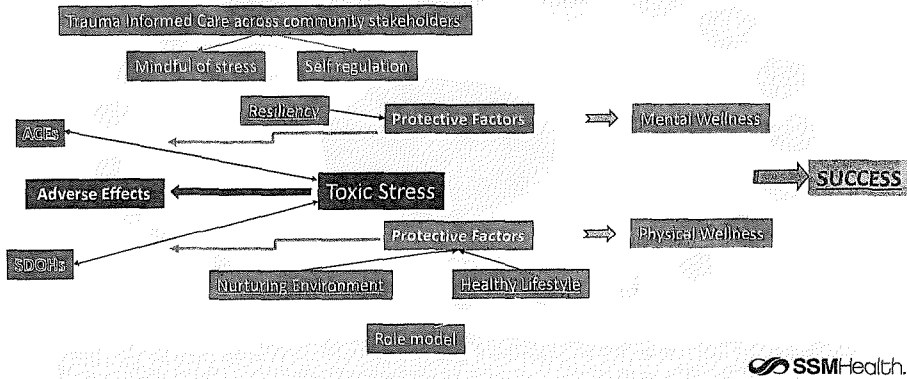 Trauma Informed Care across community stakeholders
Mindful of stress
Self regulation
Resiliency
Protective Factors
Mental Wellness
ACEs
Adverse Effects
Toxic Stress
SUCCESS
Protective Factors
Physical Wellness
SDOHs
Nurturing Environment
Healthy Lifestyle
Role model
SSMHealth.